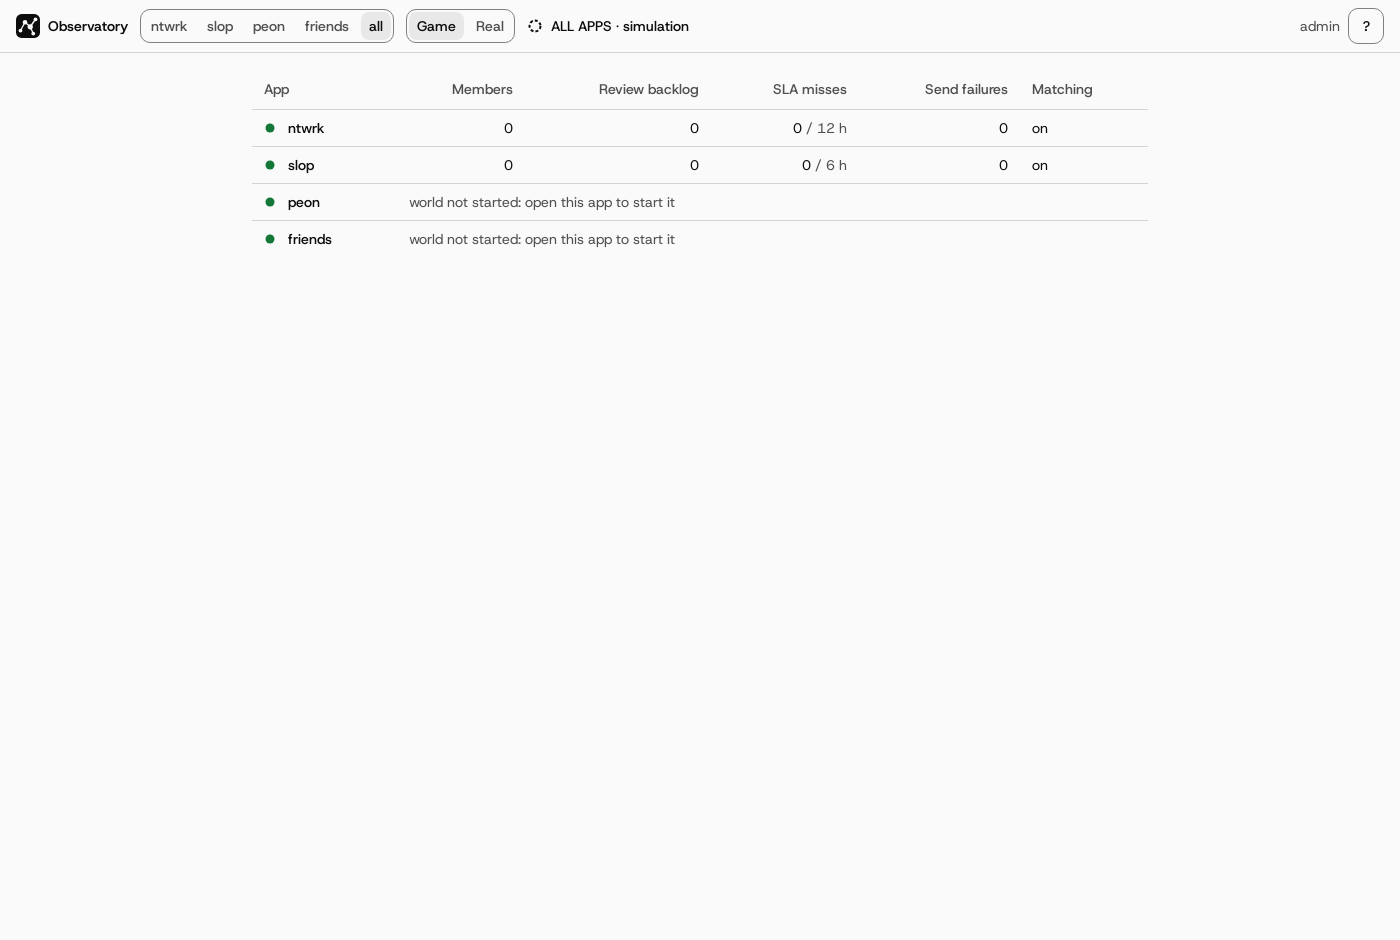 Observatory ntwrk slop peon friends all Game Real ALL APPS · simulation admin ?
App Members Review backlog SLA misses Send failures Matching
ntwrk 0 0 0 / 12 h 0 on
slop 0 0 0 / 6 h 0 on
peon world not started: open this app to start it
friends world not started: open this app to start it